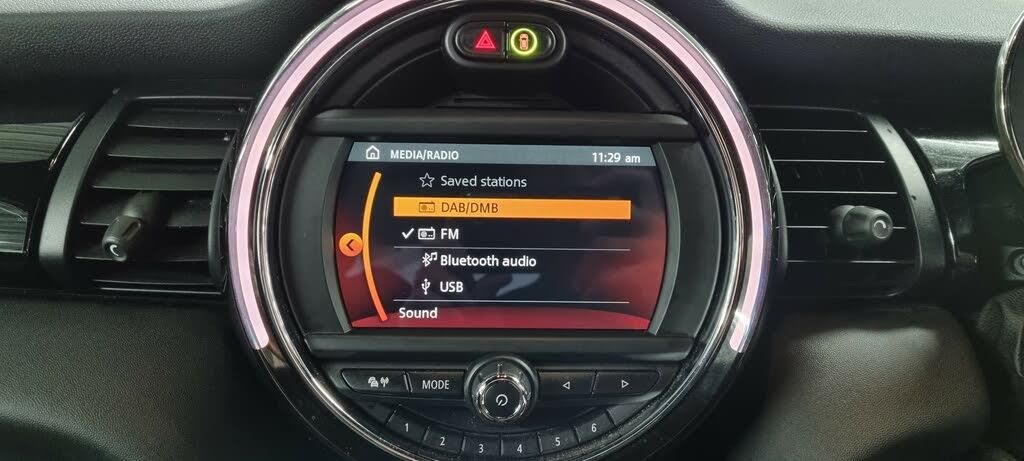 MEDIA/RADIO 11:29 am
Saved stations
DAB/DMB
FM
Bluetooth audio
USB
Sound
MODE
1 2 3 4 5 6